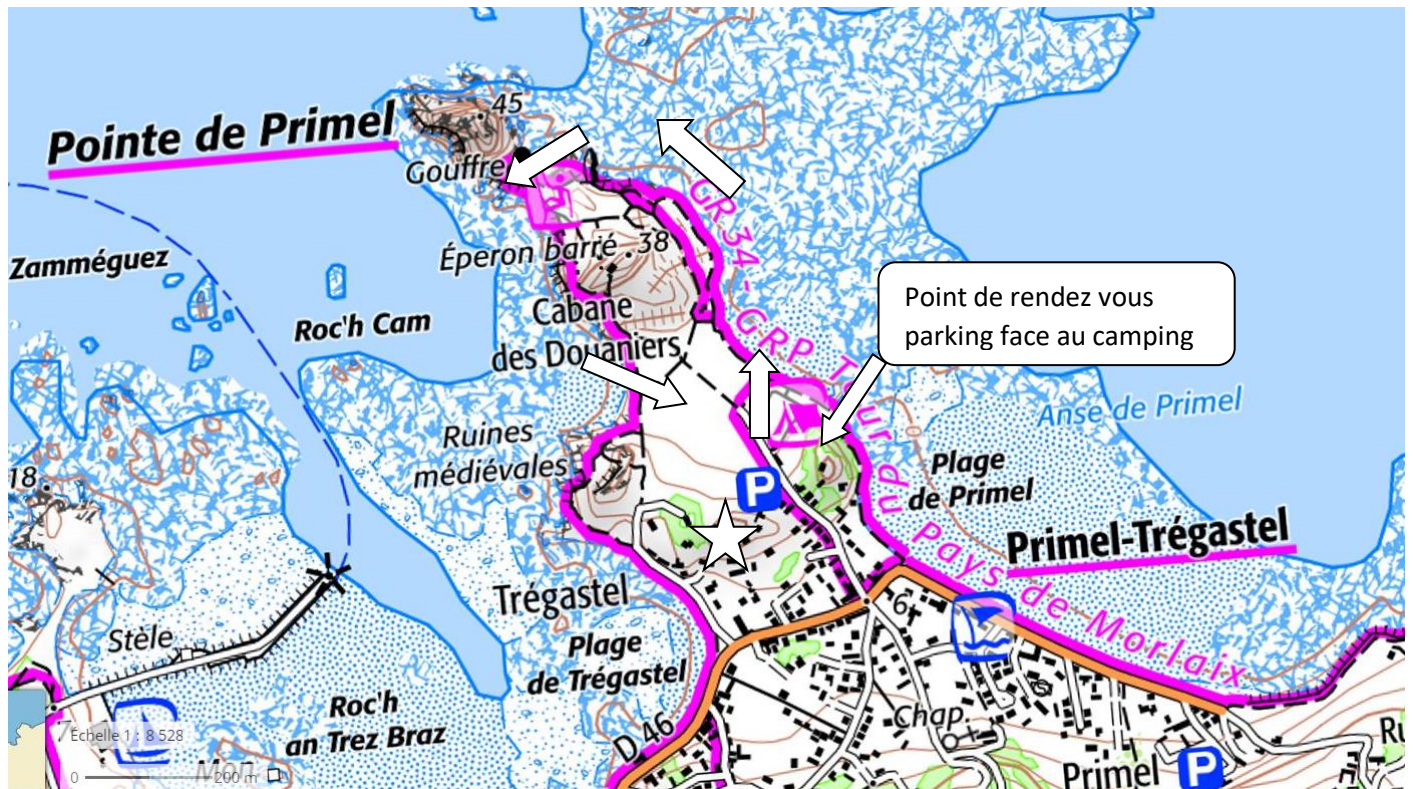 45
Pointe de Primel
Gouffre
GR 34 - GRP Tour du Pays de Morlaix
Éperon barré
38
Zamméguez
Cabane
des Douaniers
Roc'h Cam
Point de rendez vous
parking face au camping
Anse de Primel
Ruines
médiévales
18
Plage
de Primel
P
Primel-Trégastel
Trégastel
6
Stèle
Plage
de Trégastel
Roc'h
an Trez Braz
Chap.
D 46
Echelle 1 : 8 528
0 200 m
Primel
P